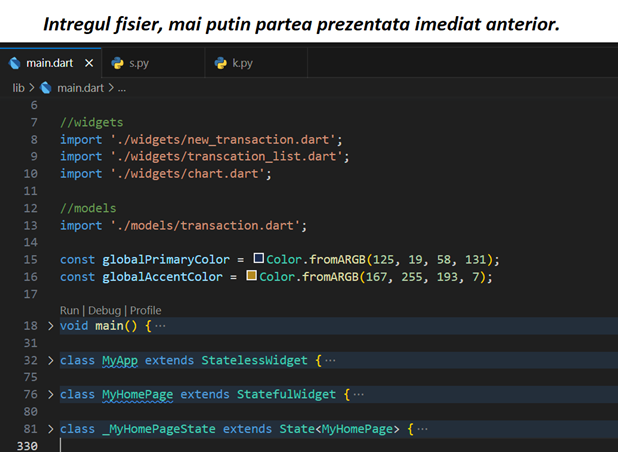 Intregul fisier, mai putin partea prezentata imediat anterior.
main.dart s.py k.py
lib > main.dart > ...
6
7 //widgets
8 import './widgets/new_transaction.dart';
9 import './widgets/transcation_list.dart';
10 import './widgets/chart.dart';
11
12 //models
13 import './models/transaction.dart';
14
15 const globalPrimaryColor = Color.fromARGB(125, 19, 58, 131);
16 const globalAccentColor = Color.fromARGB(167, 255, 193, 7);
17
Run | Debug | Profile
18 void main() {...
31
32 class MyApp extends StatelessWidget {...
75
76 class MyHomePage extends StatefulWidget {...
80
81 class _MyHomePageState extends State<MyHomePage> {...
330